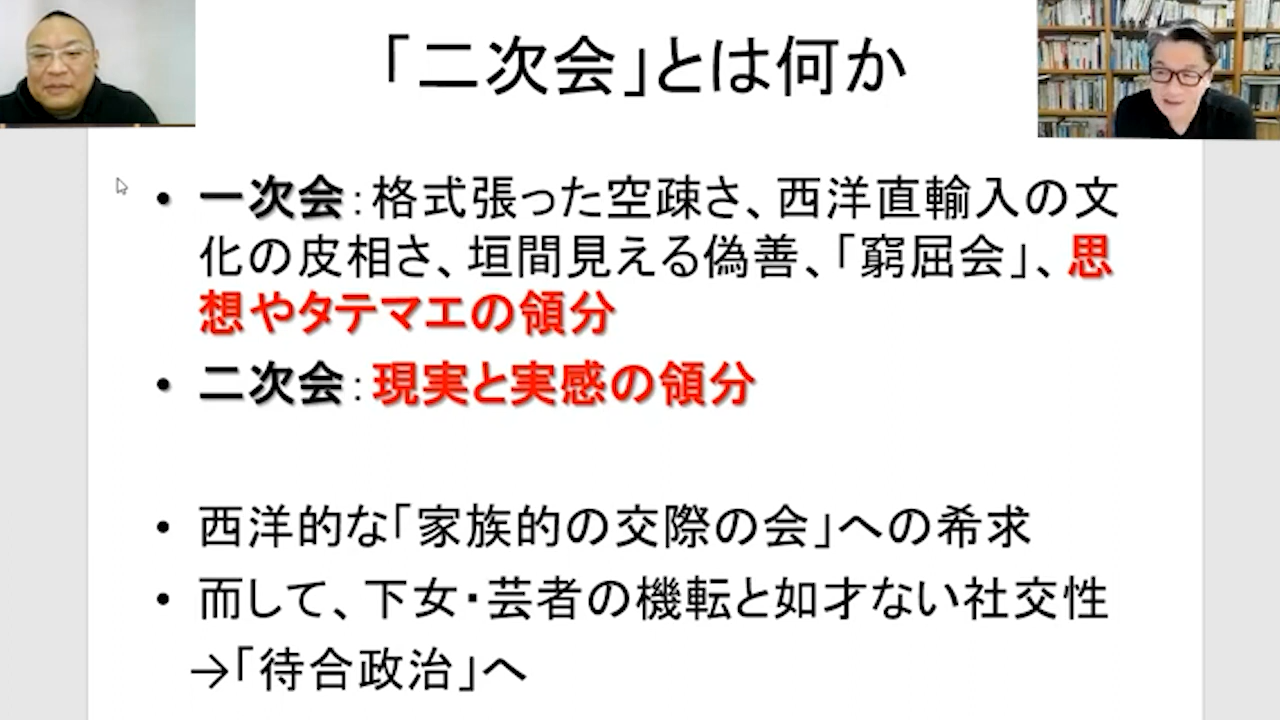 「二次会」とは何か
• 一次会：格式張った空疎さ、西洋直輸入の文
化の皮相さ、垣間見える偽善、「窮屈会」、思
想やタテマエの領分
• 二次会：現実と実感の領分
• 西洋的な「家族的の交際の会」への希求
• 而して、下女・芸者の機転と如才ない社交性
→「待合政治」へ